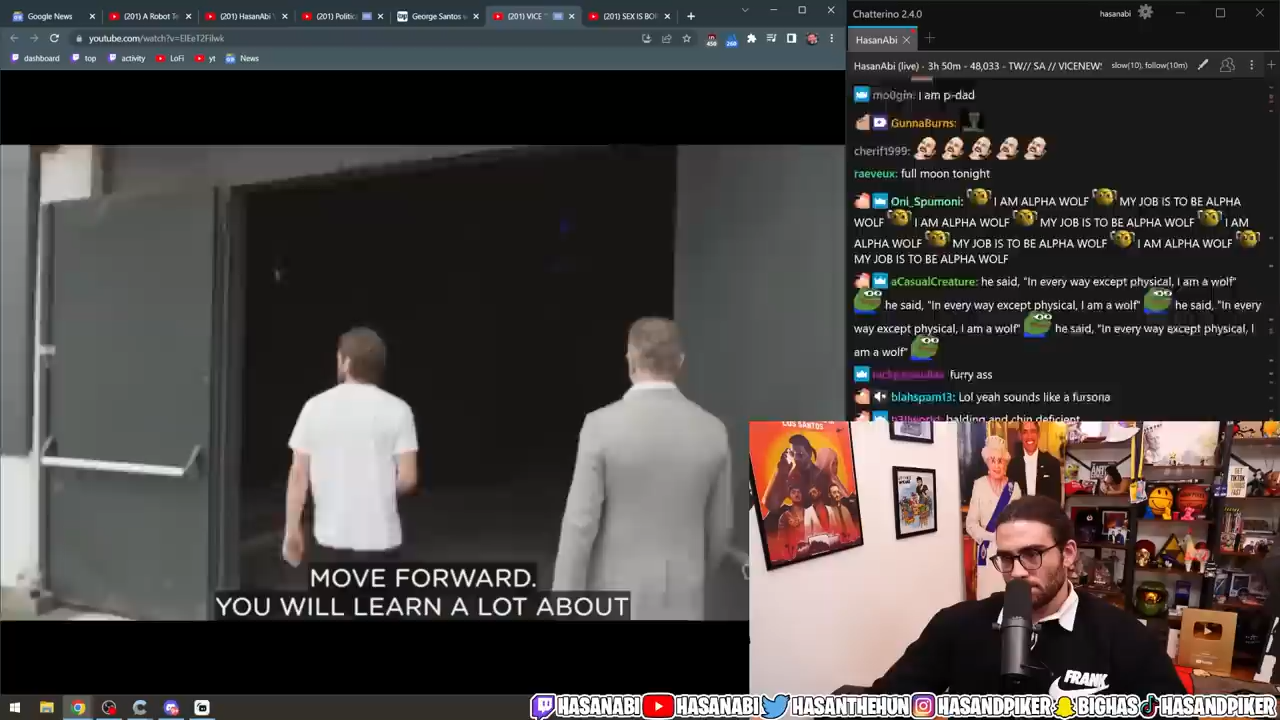 Google News
(201) A Robot Te
(201) HasanAbi
(201) Politic
George Santos
(201) VICE
(201) SEX IS BO
youtube.com/watch?v=ElEeT2Filwk
450
260
dashboard
top
activity
LoFi
yt
News
MOVE FORWARD.
YOU WILL LEARN A LOT ABOUT
Chatterino 2.4.0
hasanabi
HasanAbi
HasanAbi (live) - 3h 50m - 48,033 - TW// SA // VICENEWS
slow(10), follow(10m)
mo0gin: I am p-dad
GunnaBurns:
cherif1999:
raeveux: full moon tonight
Oni_Spumoni: I AM ALPHA WOLF MY JOB IS TO BE ALPHA
WOLF I AM ALPHA WOLF MY JOB IS TO BE ALPHA WOLF I AM
ALPHA WOLF MY JOB IS TO BE ALPHA WOLF I AM ALPHA WOLF
MY JOB IS TO BE ALPHA WOLF
aCasualCreature: he said, "In every way except physical, I am a wolf"
he said, "In every way except physical, I am a wolf" he said, "In every
way except physical, I am a wolf" he said, "In every way except physical, I
am a wolf"
furry ass
blahspam13: Lol yeah sounds like a fursona
balding and chin deficient
LOS SANTOS
FRANK
HASANABI HASANABI HASANTHEHUN HASANDPIKER BIGHAS HASANDPIKER